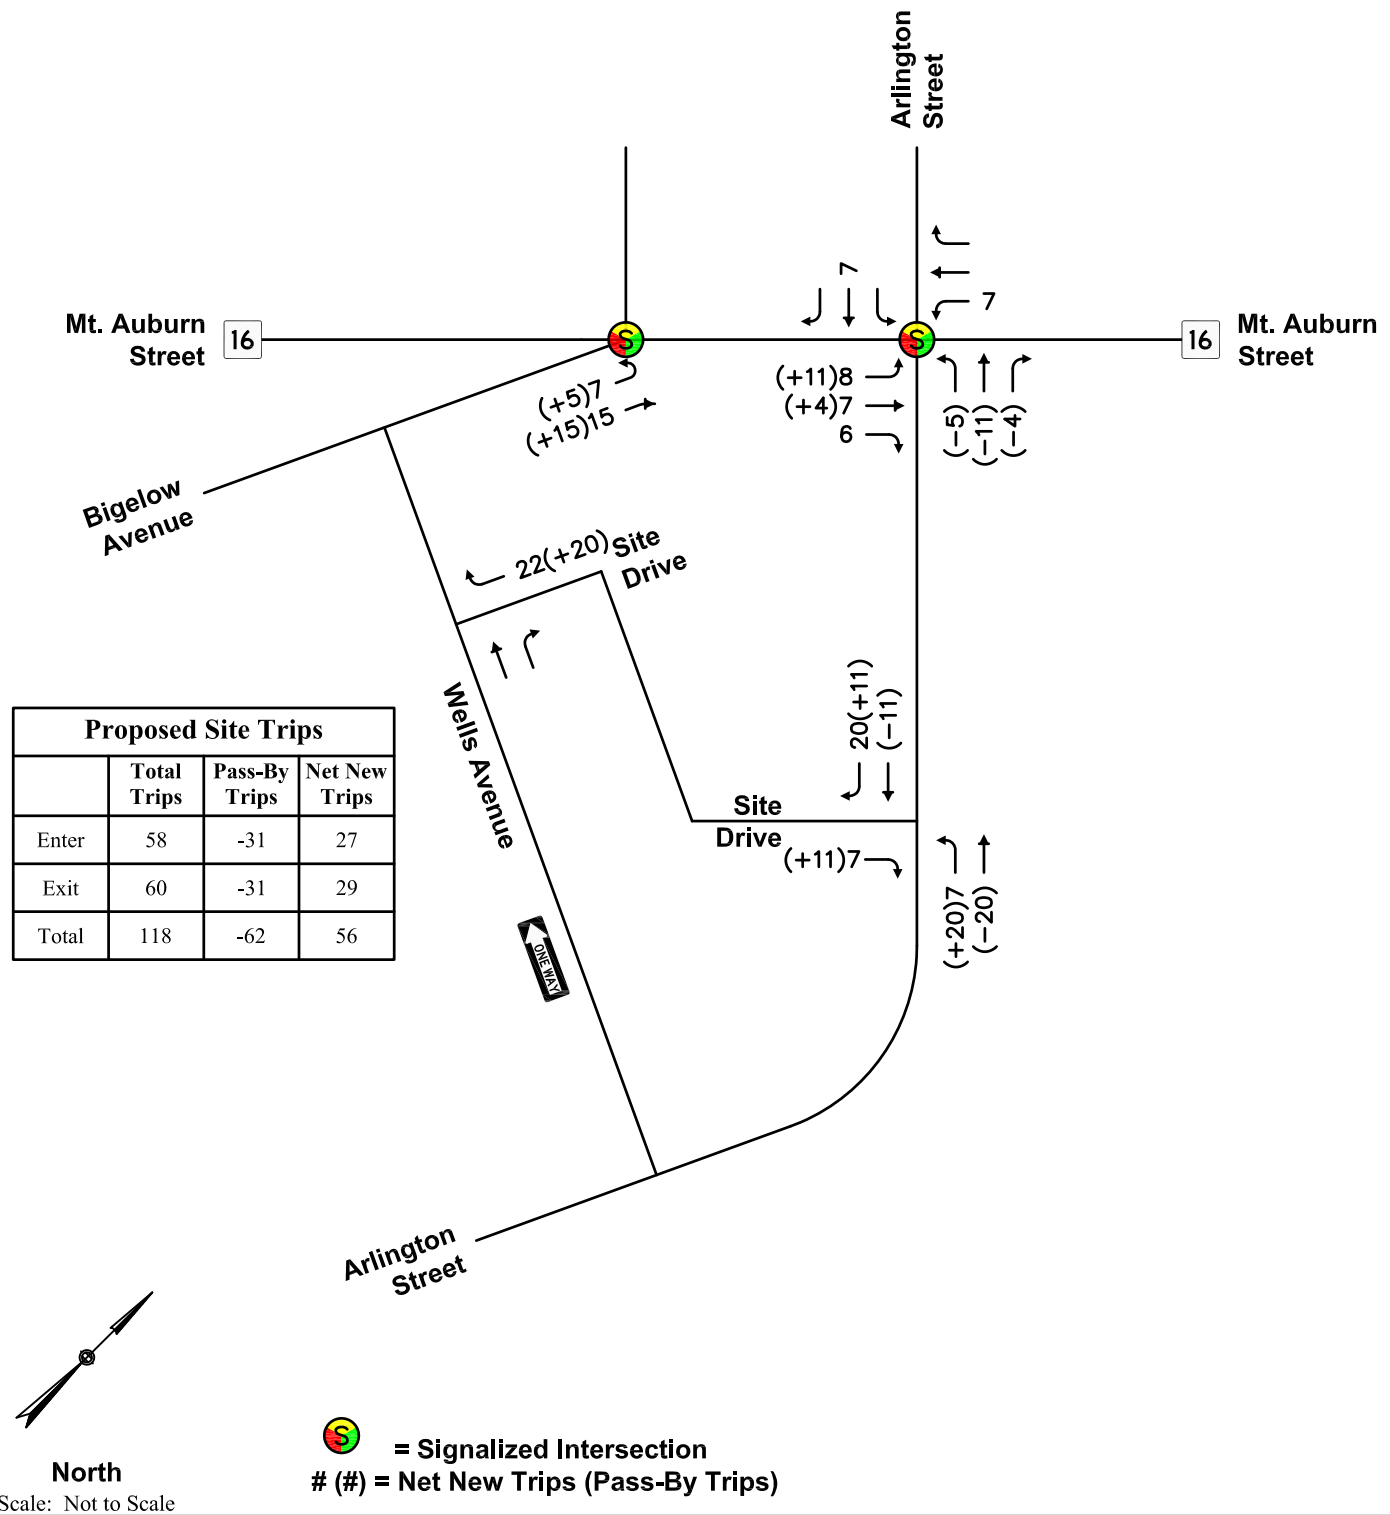 Arlington
Street
7
7
Mt. Auburn
Street
16
S
S
16
Mt. Auburn
Street
(+5)7
(+15)15
(+11)8
(+4)7
6
(-5)
(-11)
(-4)
Bigelow
Avenue
22(+20)
Site
Drive
Wells Avenue
20(+11)
(-11)
Site
Drive
(+11)7
(+20)7
(-20)
ONE WAY
Proposed Site Trips
Total Pass-By Net New
Trips Trips Trips
Enter 58 -31 27
Exit 60 -31 29
Total 118 -62 56
Arlington
Street
North
Scale: Not to Scale
S = Signalized Intersection
# (#) = Net New Trips (Pass-By Trips)